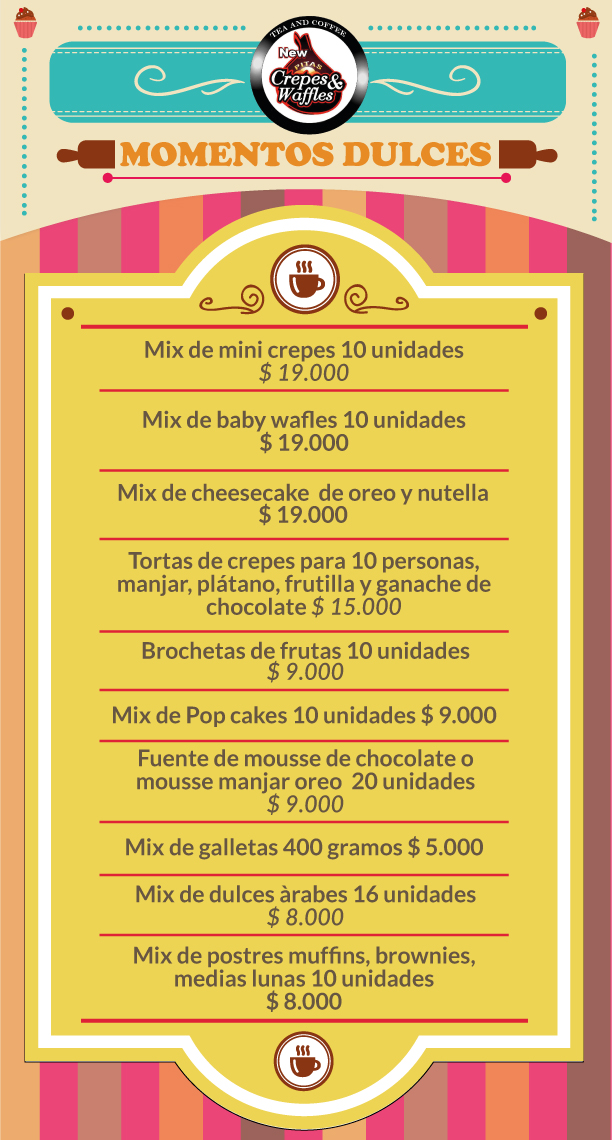 TEA AND COFFEE
New
PITAS
Crepes&
Waffles
MOMENTOS DULCES
Mix de mini crepes 10 unidades
$ 19.000
Mix de baby wafles 10 unidades
$ 19.000
Mix de cheesecake de oreo y nutella
$ 19.000
Tortas de crepes para 10 personas,
manjar, plátano, frutilla y ganache de
chocolate $ 15.000
Brochetas de frutas 10 unidades
$ 9.000
Mix de Pop cakes 10 unidades $ 9.000
Fuente de mousse de chocolate o
mousse manjar oreo 20 unidades
$ 9.000
Mix de galletas 400 gramos $ 5.000
Mix de dulces àrabes 16 unidades
$ 8.000
Mix de postres muffins, brownies,
medias lunas 10 unidades
$ 8.000